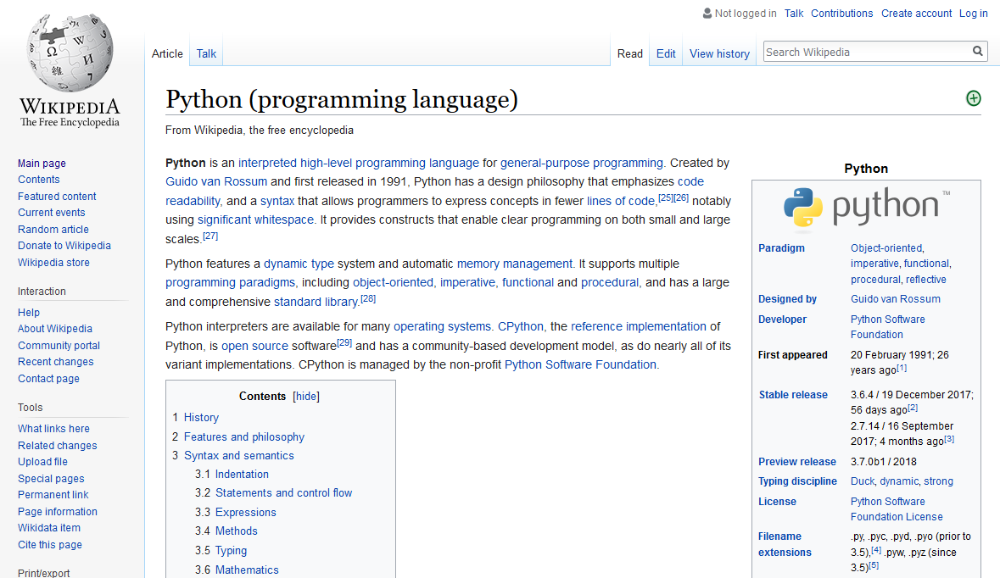 Not logged in Talk Contributions Create account Log in
Article Talk Read Edit View history Search Wikipedia
WIKIPEDIA
The Free Encyclopedia
Main page
Contents
Featured content
Current events
Random article
Donate to Wikipedia
Wikipedia store
Interaction
Help
About Wikipedia
Community portal
Recent changes
Contact page
Tools
What links here
Related changes
Upload file
Special pages
Permanent link
Page information
Wikidata item
Cite this page
Print/export
Python (programming language)
From Wikipedia, the free encyclopedia
Python is an interpreted high-level programming language for general-purpose programming. Created by
Guido van Rossum and first released in 1991, Python has a design philosophy that emphasizes code
readability, and a syntax that allows programmers to express concepts in fewer lines of code,[25][26] notably
using significant whitespace. It provides constructs that enable clear programming on both small and large
scales.[27]
Python features a dynamic type system and automatic memory management. It supports multiple
programming paradigms, including object-oriented, imperative, functional and procedural, and has a large
and comprehensive standard library.[28]
Python interpreters are available for many operating systems. CPython, the reference implementation of
Python, is open source software[29] and has a community-based development model, as do nearly all of its
variant implementations. CPython is managed by the non-profit Python Software Foundation.
Contents [hide]
1 History
2 Features and philosophy
3 Syntax and semantics
3.1 Indentation
3.2 Statements and control flow
3.3 Expressions
3.4 Methods
3.5 Typing
3.6 Mathematics
Python
python™
Paradigm Object-oriented,
imperative, functional,
procedural, reflective
Designed by Guido van Rossum
Developer Python Software
Foundation
First appeared 20 February 1991; 26
years ago[1]
Stable release 3.6.4 / 19 December 2017;
56 days ago[2]
2.7.14 / 16 September
2017; 4 months ago[3]
Preview release 3.7.0b1 / 2018
Typing discipline Duck, dynamic, strong
License Python Software
Foundation License
Filename .py, .pyc, .pyd, .pyo (prior to
extensions 3.5),[4] .pyw, .pyz (since
3.5)[5]